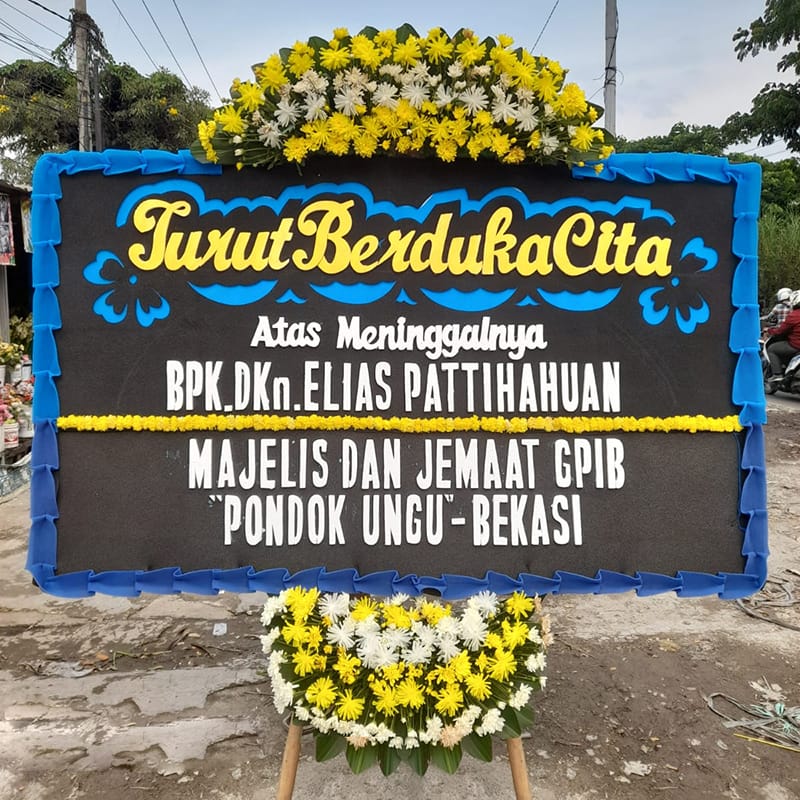 Turut Berduka Cita
Atas Meninggalnya
BPK.DKn.ELIAS PATTIHAHUAN
MAJELIS DAN JEMAAT GPIB
"PONDOK UNGU"-BEKASI